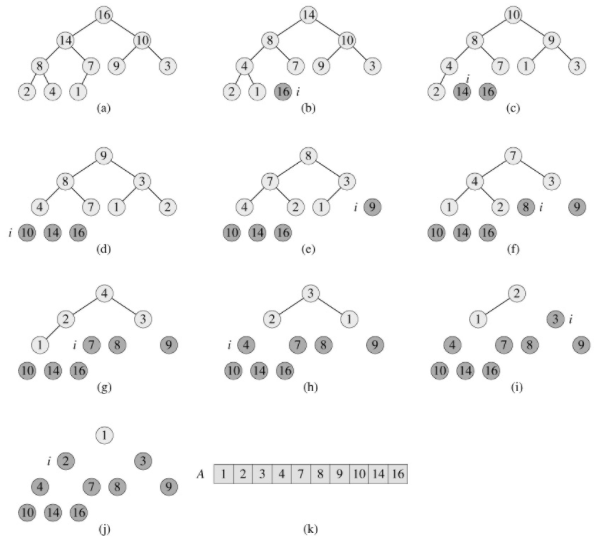 16 14 10
14 10 8 10 8 9
8 7 9 3 4 7 9 3 4 7 1 3
i
2 4 1 2 1 16 i 2 14 16
(a) (b) (c)
9 8 7
8 3 7 3 4 3
4 7 1 2 4 2 1 i 9 1 2 8 i 9
i 10 14 16 10 14 16 10 14 16
(d) (e) (f)
4 3 2
2 3 2 1 1 3 i
1 i 7 8 9 i 4 7 8 9 4 7 8 9
10 14 16 10 14 16 10 14 16
(g) (h) (i)
1
i 2 3
A 1 2 3 4 7 8 9 10 14 16
4 7 8 9
10 14 16
(j) (k)